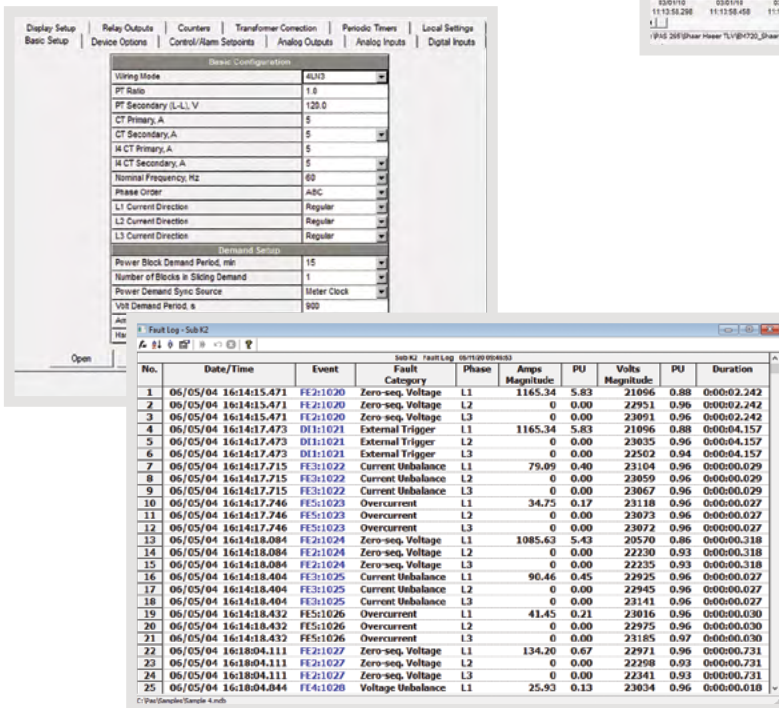 03/01/10 03/01/10
11:13:58.298 11:13:58.458
Display Setup Relay Outputs Counters Transformer Correction Periodic Timers Local Settings
Basic Setup Device Options Control/Alarm Setpoints Analog Outputs Analog Inputs Digital Inputs
Basic Configuration
Wiring Mode 4LN3
PT Ratio 1.0
PT Secondary (L-L), V 120.0
CT Primary, A 5
CT Secondary, A 5
I4 CT Primary, A 5
I4 CT Secondary, A 5
Nominal Frequency, Hz 60
Phase Order ABC
L1 Current Direction Regular
L2 Current Direction Regular
L3 Current Direction Regular
Demand Setup
Power Block Demand Period, min 15
Number of Blocks in Sliding Demand 1
Power Demand Sync Source Meter Clock
Volt Demand Period, s 900
Open
Fault Log - Sub K2
Sub K2 Fault Log
No. Date/Time Event Fault Category Phase Amps Magnitude PU Volts Magnitude PU Duration
1 06/05/04 16:14:15.471 FE2:1020 Zero-seq. Voltage L1 1165.34 5.83 21096 0.88 0:00:02.242
2 06/05/04 16:14:15.471 FE2:1020 Zero-seq. Voltage L2 0 0.00 22951 0.96 0:00:02.242
3 06/05/04 16:14:15.471 FE2:1020 Zero-seq. Voltage L3 0 0.00 23091 0.96 0:00:02.242
4 06/05/04 16:14:17.473 DI1:1021 External Trigger L1 1165.34 5.83 21096 0.88 0:00:04.157
5 06/05/04 16:14:17.473 DI1:1021 External Trigger L2 0 0.00 23035 0.96 0:00:04.157
6 06/05/04 16:14:17.473 DI1:1021 External Trigger L3 0 0.00 22502 0.94 0:00:04.157
7 06/05/04 16:14:17.715 FE3:1022 Current Unbalance L1 79.09 0.40 23104 0.96 0:00:00.029
8 06/05/04 16:14:17.715 FE3:1022 Current Unbalance L2 0 0.00 23059 0.96 0:00:00.029
9 06/05/04 16:14:17.715 FE3:1022 Current Unbalance L3 0 0.00 23067 0.96 0:00:00.029
10 06/05/04 16:14:17.746 FE5:1023 Overcurrent L1 34.75 0.17 23118 0.96 0:00:00.027
11 06/05/04 16:14:17.746 FE5:1023 Overcurrent L2 0 0.00 23073 0.96 0:00:00.027
12 06/05/04 16:14:17.746 FE5:1023 Overcurrent L3 0 0.00 23072 0.96 0:00:00.027
13 06/05/04 16:14:18.084 FE2:1024 Zero-seq. Voltage L1 1085.63 5.43 20570 0.86 0:00:00.318
14 06/05/04 16:14:18.084 FE2:1024 Zero-seq. Voltage L2 0 0.00 22230 0.93 0:00:00.318
15 06/05/04 16:14:18.084 FE2:1024 Zero-seq. Voltage L3 0 0.00 22235 0.93 0:00:00.318
16 06/05/04 16:14:18.404 FE3:1025 Current Unbalance L1 90.46 0.45 22925 0.96 0:00:00.027
17 06/05/04 16:14:18.404 FE3:1025 Current Unbalance L2 0 0.00 22945 0.96 0:00:00.027
18 06/05/04 16:14:18.404 FE3:1025 Current Unbalance L3 0 0.00 23141 0.96 0:00:00.027
19 06/05/04 16:14:18.432 FE5:1026 Overcurrent L1 41.45 0.21 23016 0.96 0:00:00.030
20 06/05/04 16:14:18.432 FE5:1026 Overcurrent L2 0 0.00 22975 0.96 0:00:00.030
21 06/05/04 16:14:18.432 FE5:1026 Overcurrent L3 0 0.00 23185 0.97 0:00:00.030
22 06/05/04 16:18:04.111 FE2:1027 Zero-seq. Voltage L1 134.20 0.67 22971 0.96 0:00:00.731
23 06/05/04 16:18:04.111 FE2:1027 Zero-seq. Voltage L2 0 0.00 22298 0.93 0:00:00.731
24 06/05/04 16:18:04.111 FE2:1027 Zero-seq. Voltage L3 0 0.00 22341 0.93 0:00:00.731
25 06/05/04 16:18:04.844 FE4:1028 Voltage Unbalance L1 25.93 0.13 23034 0.96 0:00:00.018
C:\Pas\Samples\Sample 4.mdb